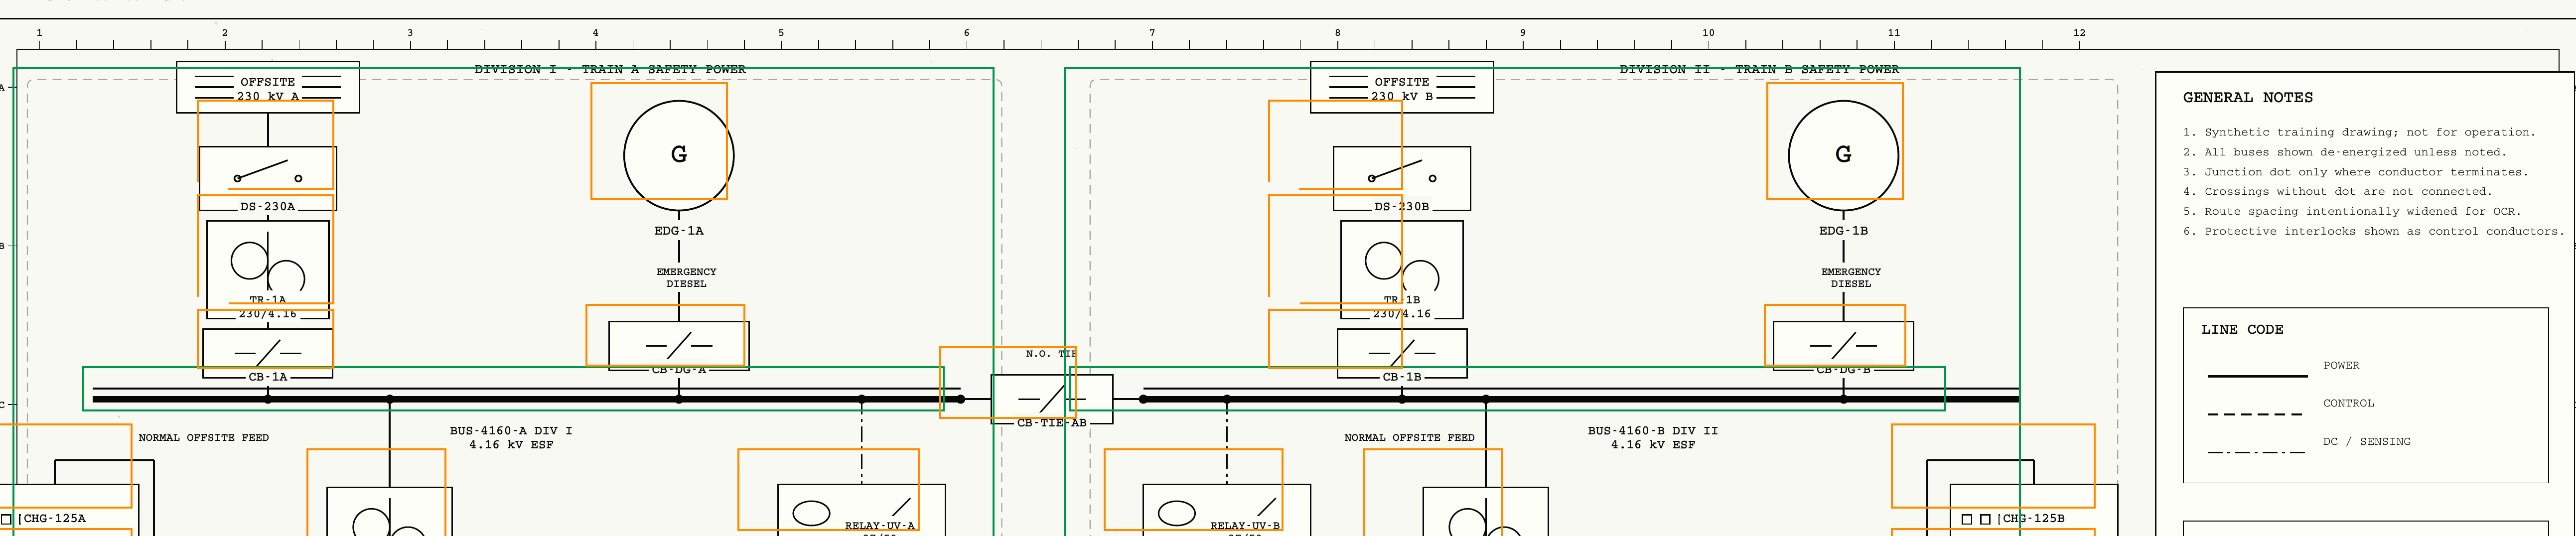 1 2 3 4 5 6 7 8 9 10 11 12
DIVISION I - TRAIN A SAFETY POWER
DIVISION II - TRAIN B SAFETY POWER
A
B
C
OFFSITE
230 kV A
DS-230A
TR-1A
230/4.16
CB-1A
G
EDG-1A
EMERGENCY
DIESEL
CB-DG-A
N.O. TIE
CB-TIE-AB
OFFSITE
230 kV B
DS-230B
TR-1B
230/4.16
CB-1B
G
EDG-1B
EMERGENCY
DIESEL
CB-DG-B
NORMAL OFFSITE FEED
BUS-4160-A DIV I
4.16 kV ESF
NORMAL OFFSITE FEED
BUS-4160-B DIV II
4.16 kV ESF
CHG-125A
RELAY-UV-A
RELAY-UV-B
CHG-125B
GENERAL NOTES
1. Synthetic training drawing; not for operation.
2. All buses shown de-energized unless noted.
3. Junction dot only where conductor terminates.
4. Crossings without dot are not connected.
5. Route spacing intentionally widened for OCR.
6. Protective interlocks shown as control conductors.
LINE CODE
POWER
CONTROL
DC / SENSING